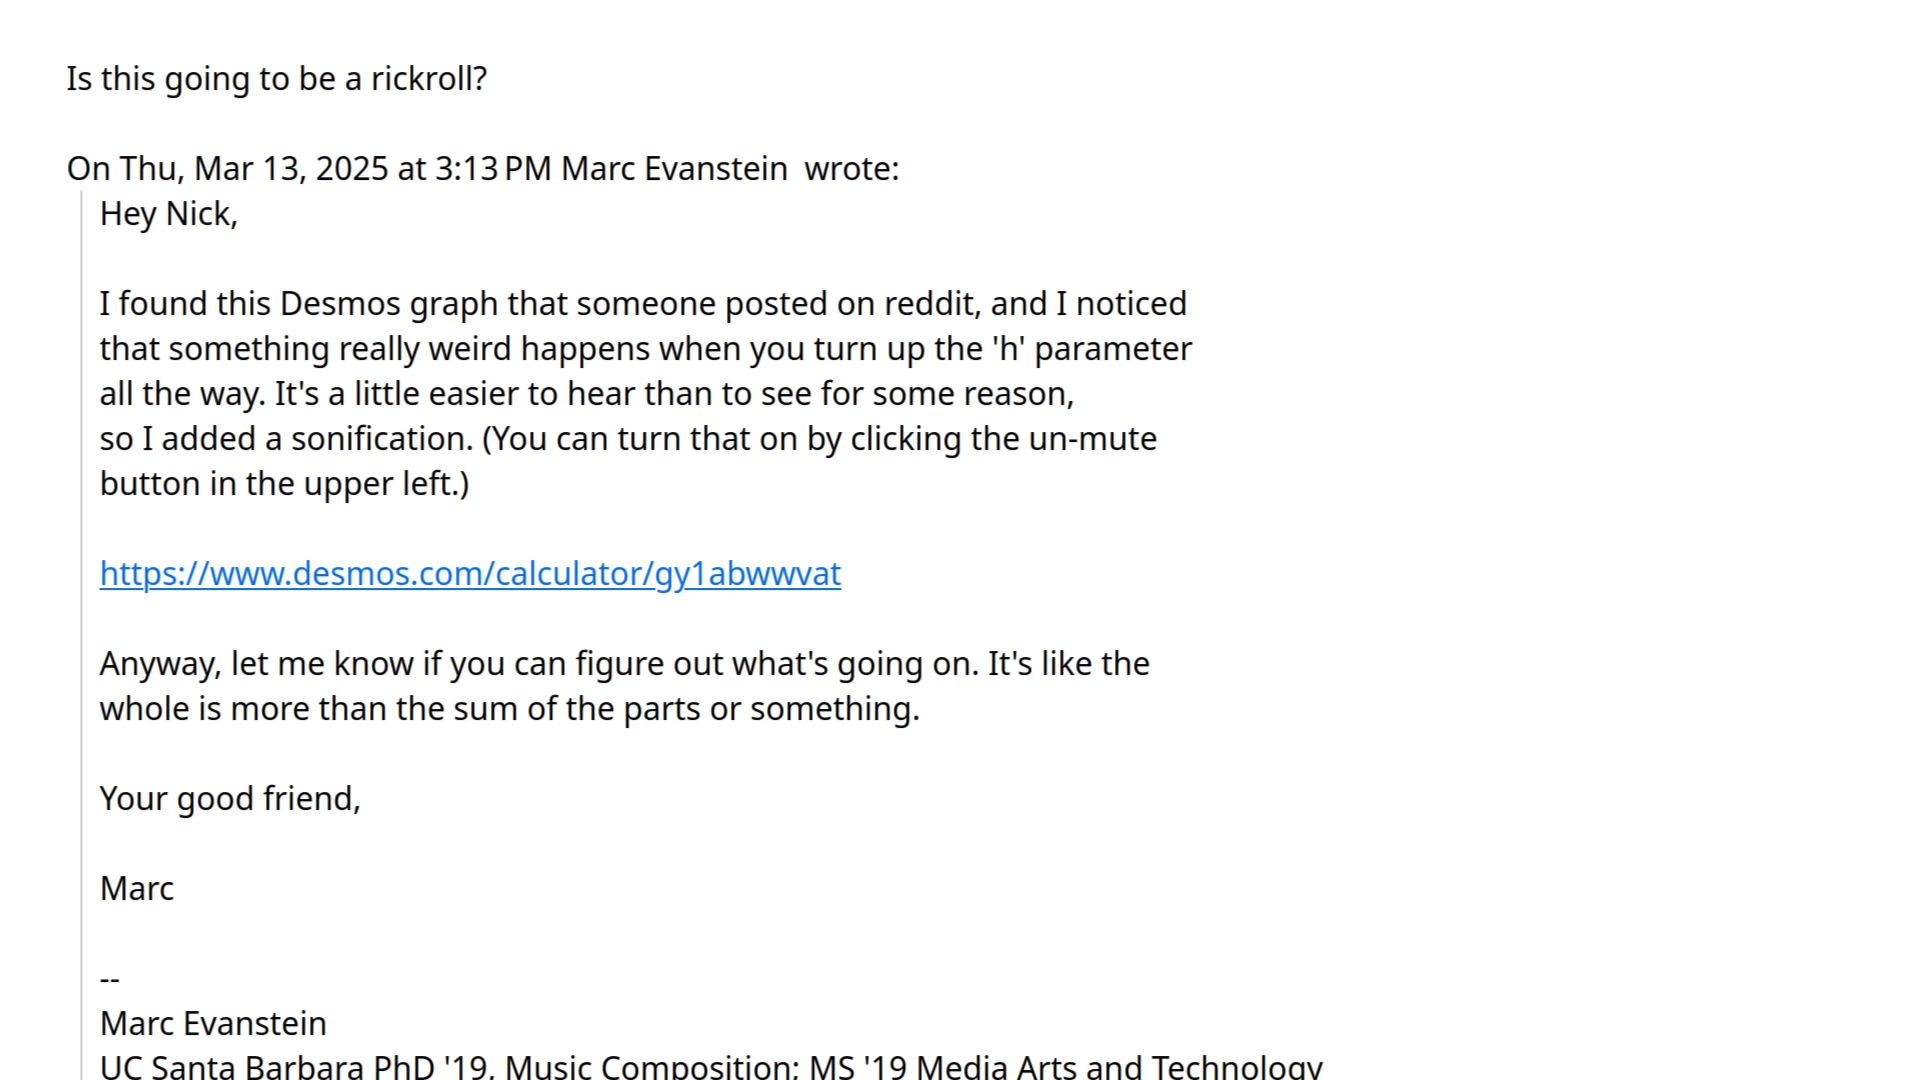 Is this going to be a rickroll?
On Thu, Mar 13, 2025 at 3:13 PM Marc Evanstein wrote:
Hey Nick,
I found this Desmos graph that someone posted on reddit, and I noticed
that something really weird happens when you turn up the 'h' parameter
all the way. It's a little easier to hear than to see for some reason,
so I added a sonification. (You can turn that on by clicking the un-mute
button in the upper left.)
https://www.desmos.com/calculator/gy1abwwvat
Anyway, let me know if you can figure out what's going on. It's like the
whole is more than the sum of the parts or something.
Your good friend,
Marc
--
Marc Evanstein
UC Santa Barbara PhD '19, Music Composition; MS '19 Media Arts and Technology